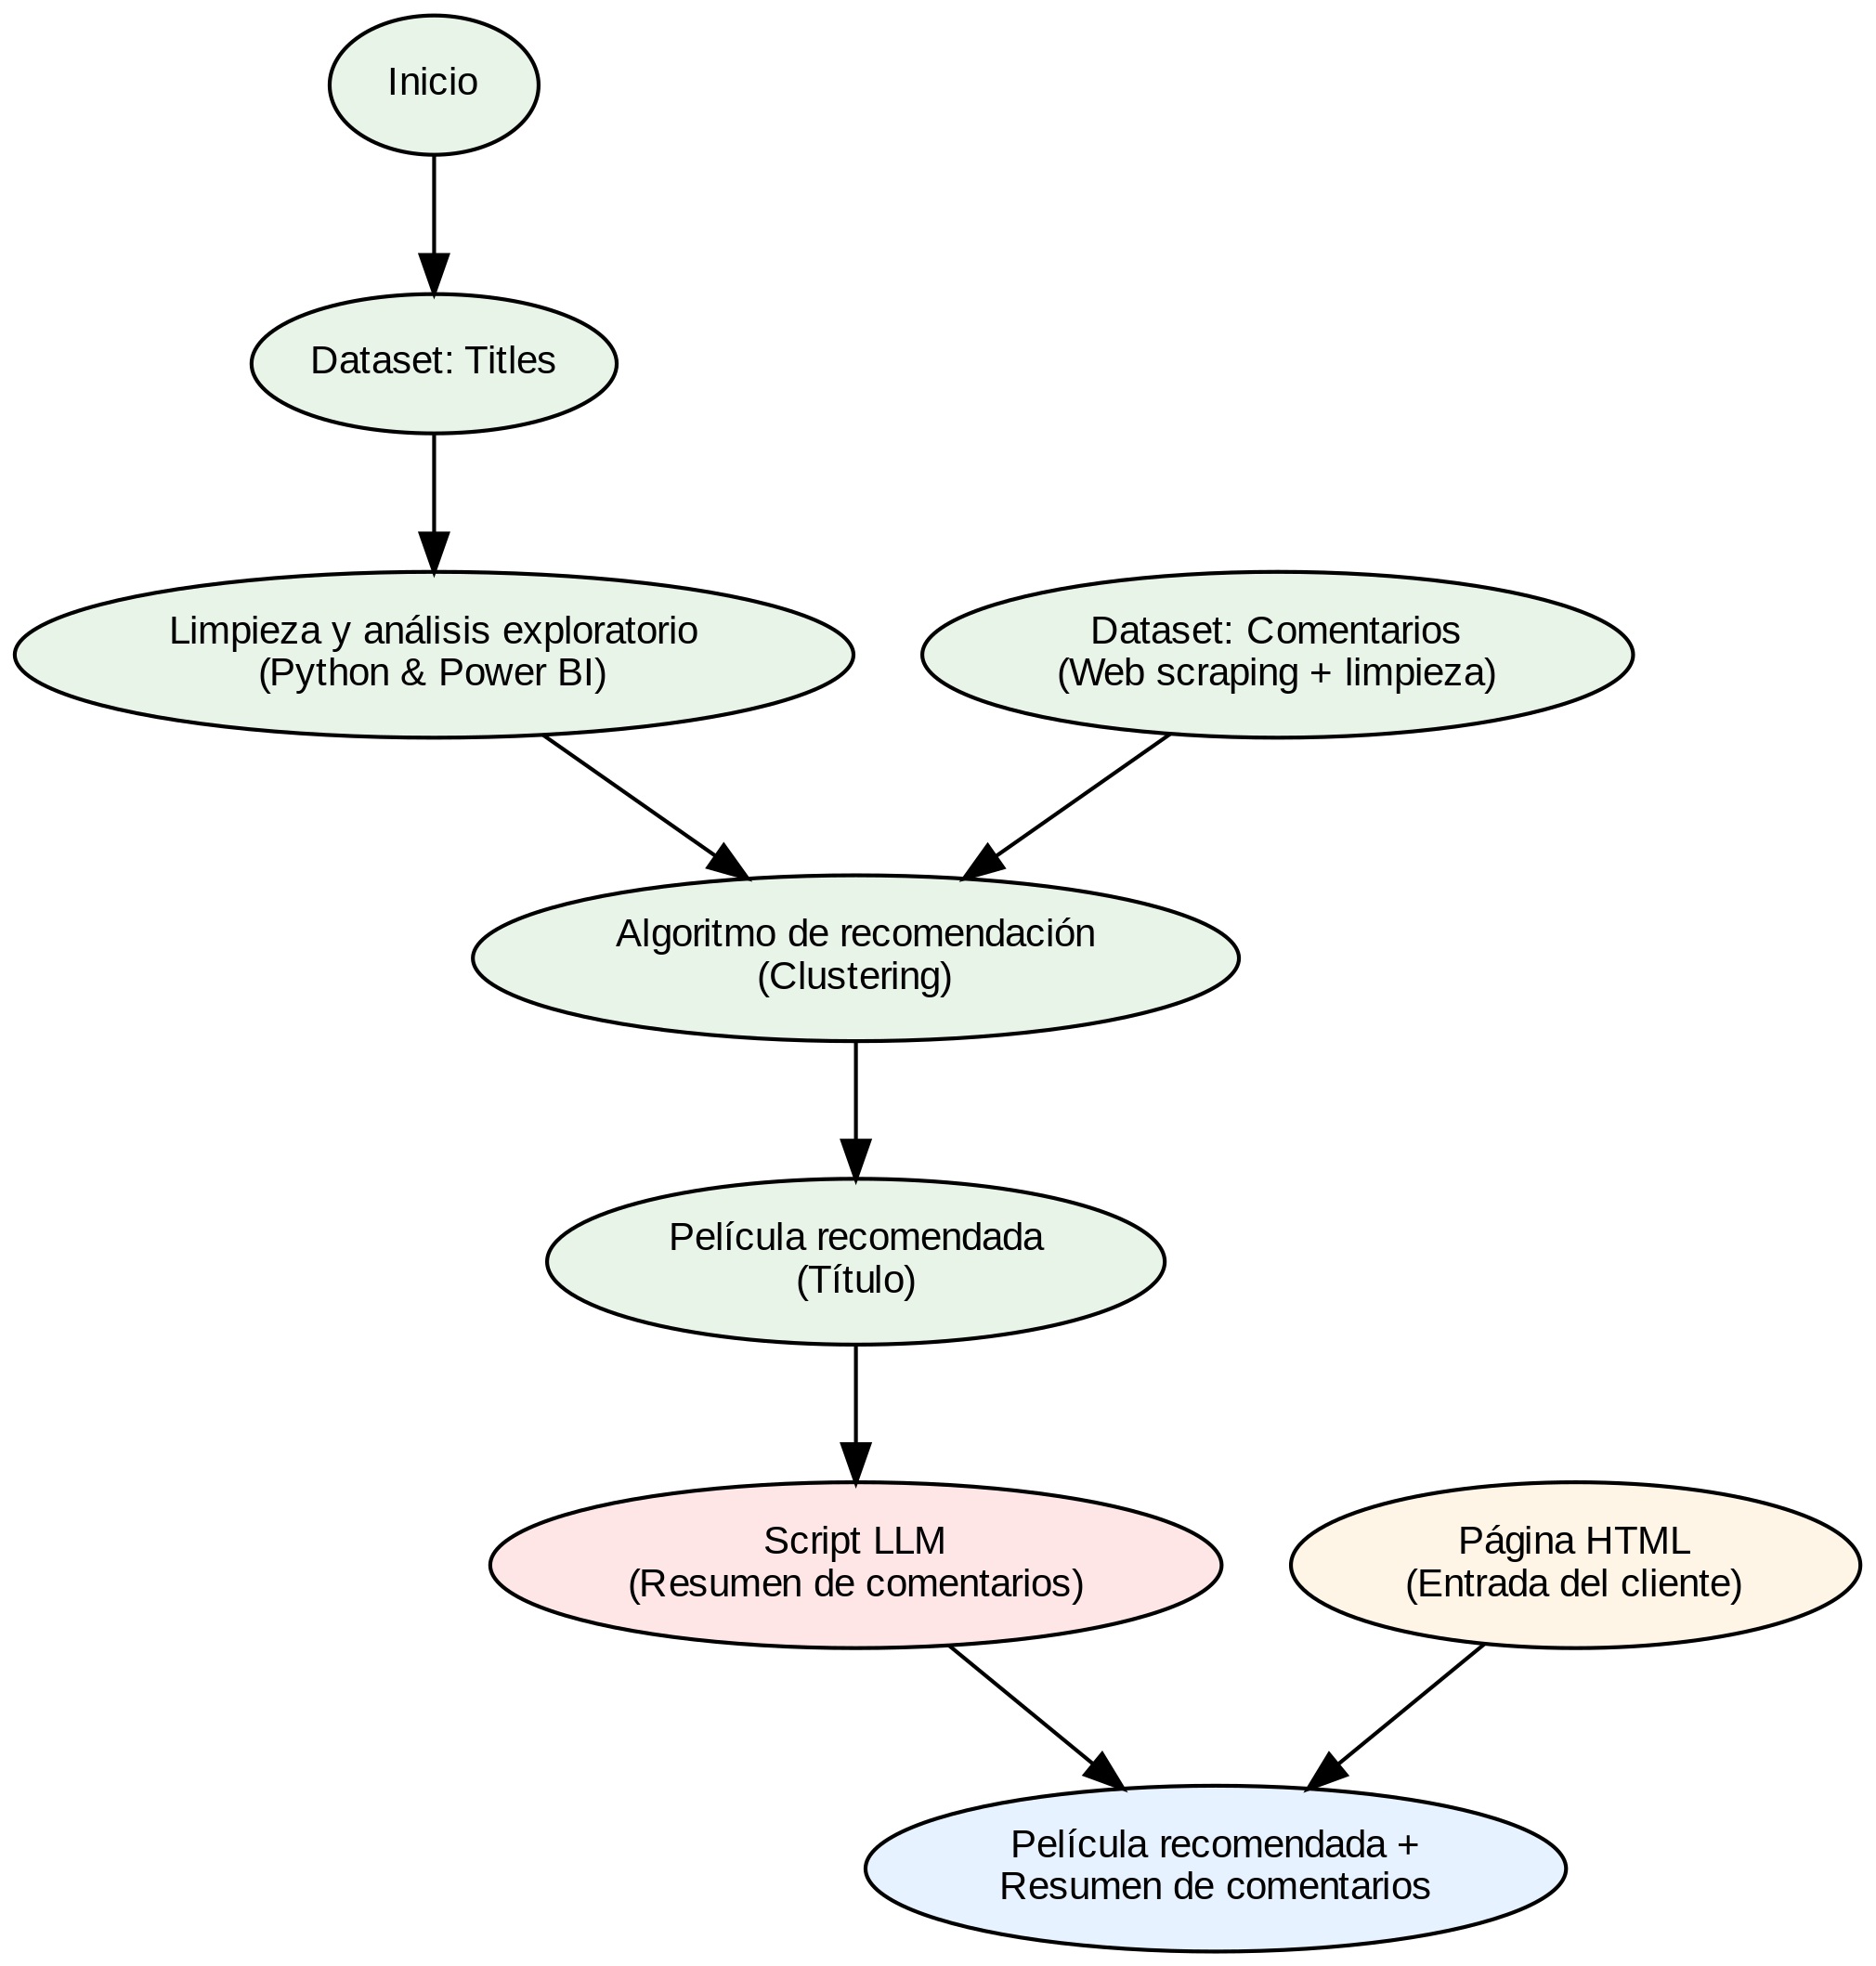 Inicio
Dataset: Titles
Limpieza y análisis exploratorio
(Python & Power BI)
Dataset: Comentarios
(Web scraping + limpieza)
Algoritmo de recomendación
(Clustering)
Película recomendada
(Título)
Script LLM
(Resumen de comentarios)
Página HTML
(Entrada del cliente)
Película recomendada +
Resumen de comentarios